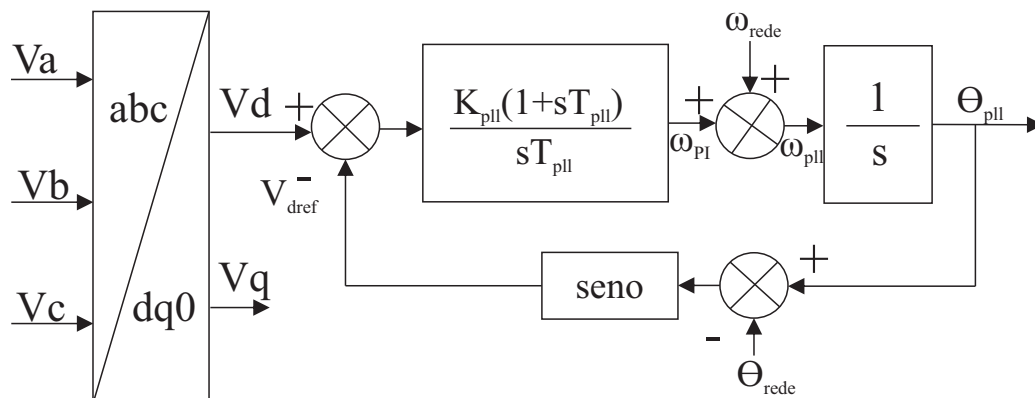 Va
Vb
Vc
abc
dq0
Vd
Vq
+
-
V_dref
K_pll(1+sT_pll)
sT_pll
+
ω_PI
ω_rede
+
ω_pll
1
s
Θ_pll
seno
+
-
Θ_rede